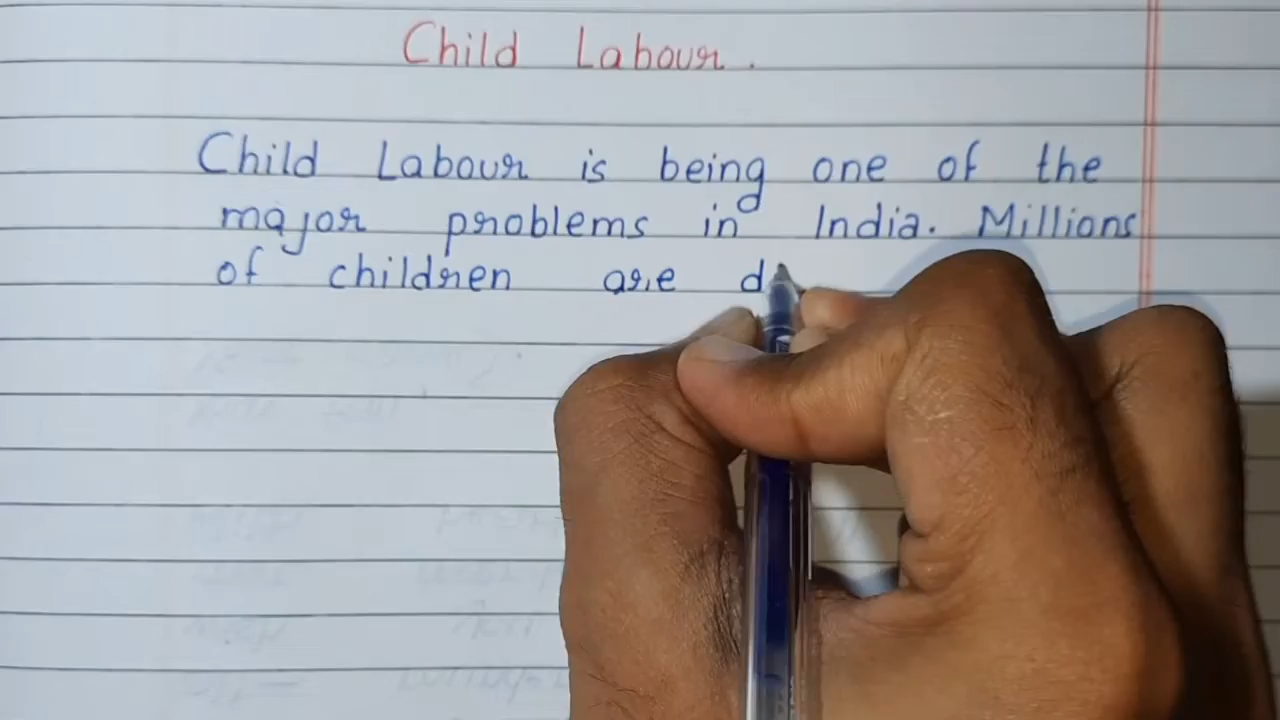 Child Labour.
Child Labour is being one of the
major problems in India. Millions
of children are d